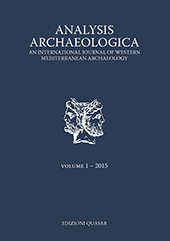 ANALYSIS
ARCHAEOLOGICA
AN INTERNATIONAL JOURNAL OF WESTERN
MEDITERRANEAN ARCHAEOLOGY
VOLUME 1 – 2015
EDIZIONI QUASAR